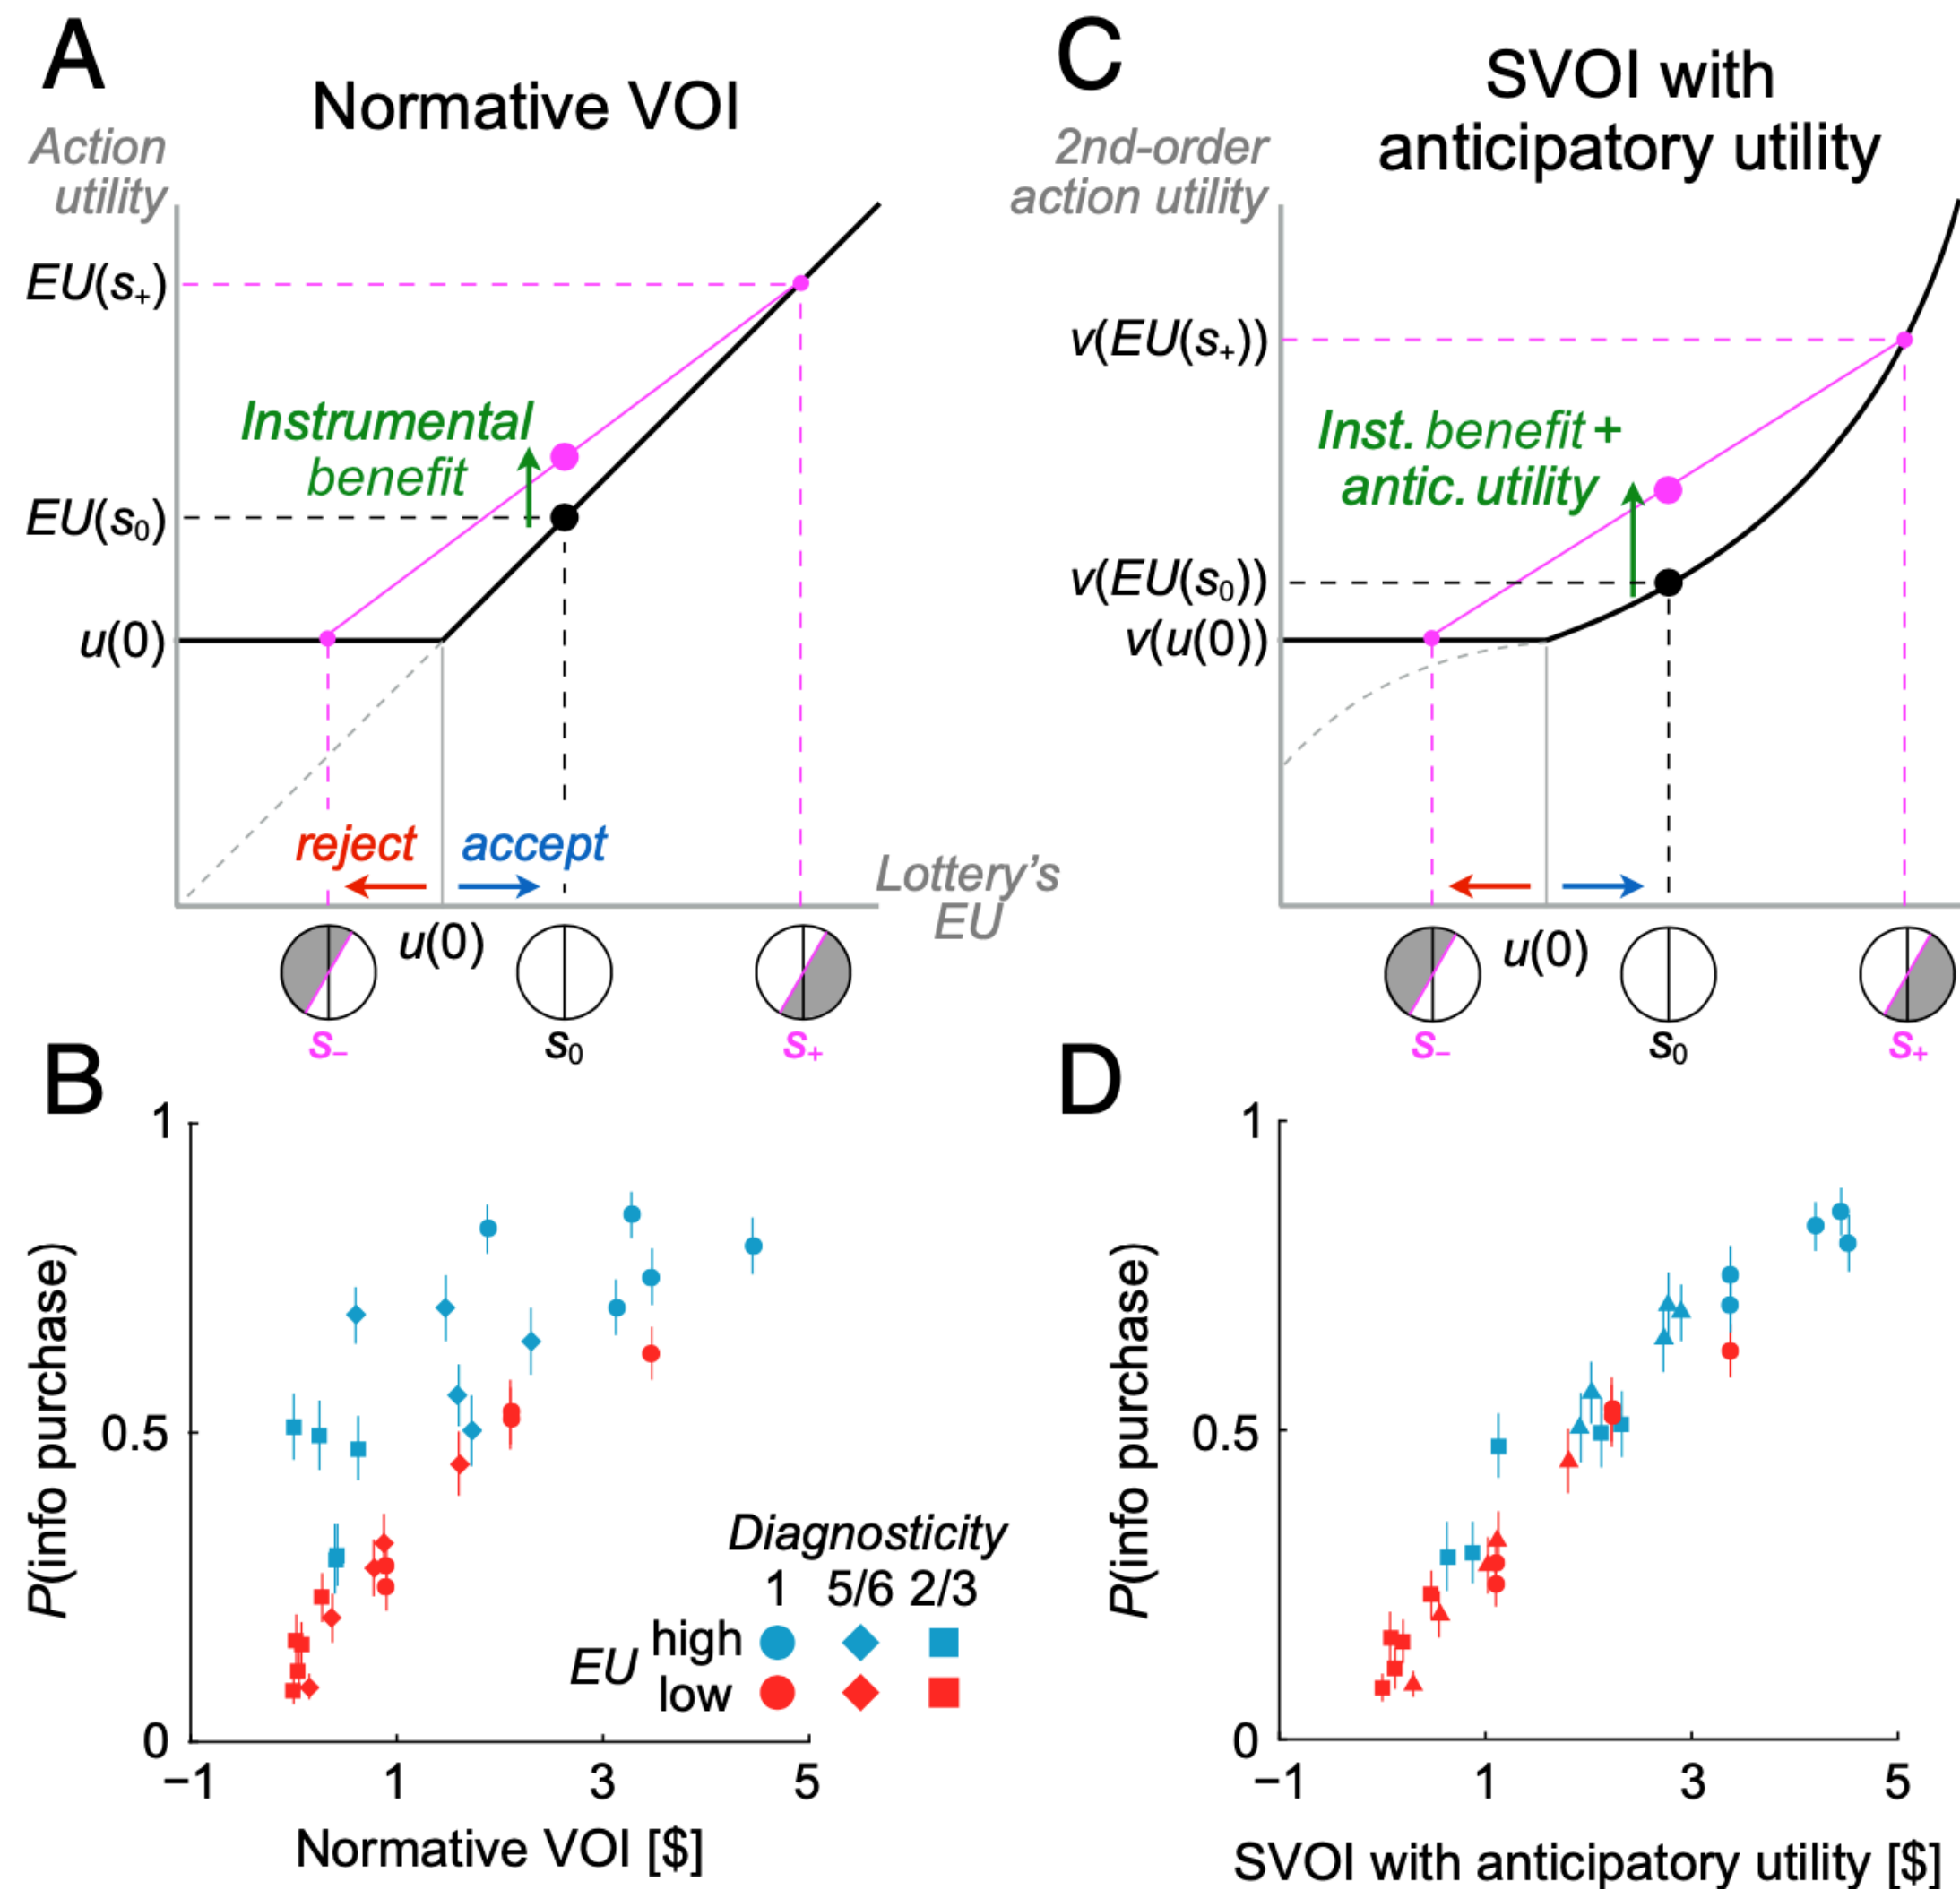 A
Normative VOI
Action
utility
EU(s₊)
Instrumental
benefit
EU(s₀)
u(0)
reject
accept
Lottery's
EU
u(0)
s₋
s₀
s₊
C
SVOI with
anticipatory utility
2nd-order
action utility
v(EU(s₊))
Inst. benefit +
antic. utility
v(EU(s₀))
v(u(0))
u(0)
s₋
s₀
s₊
B
1
0.5
0
P(info purchase)
−1
1
3
5
Normative VOI [$]
Diagnosticity
1 5/6 2/3
EU
high
low
D
1
0.5
0
P(info purchase)
−1
1
3
5
SVOI with anticipatory utility [$]